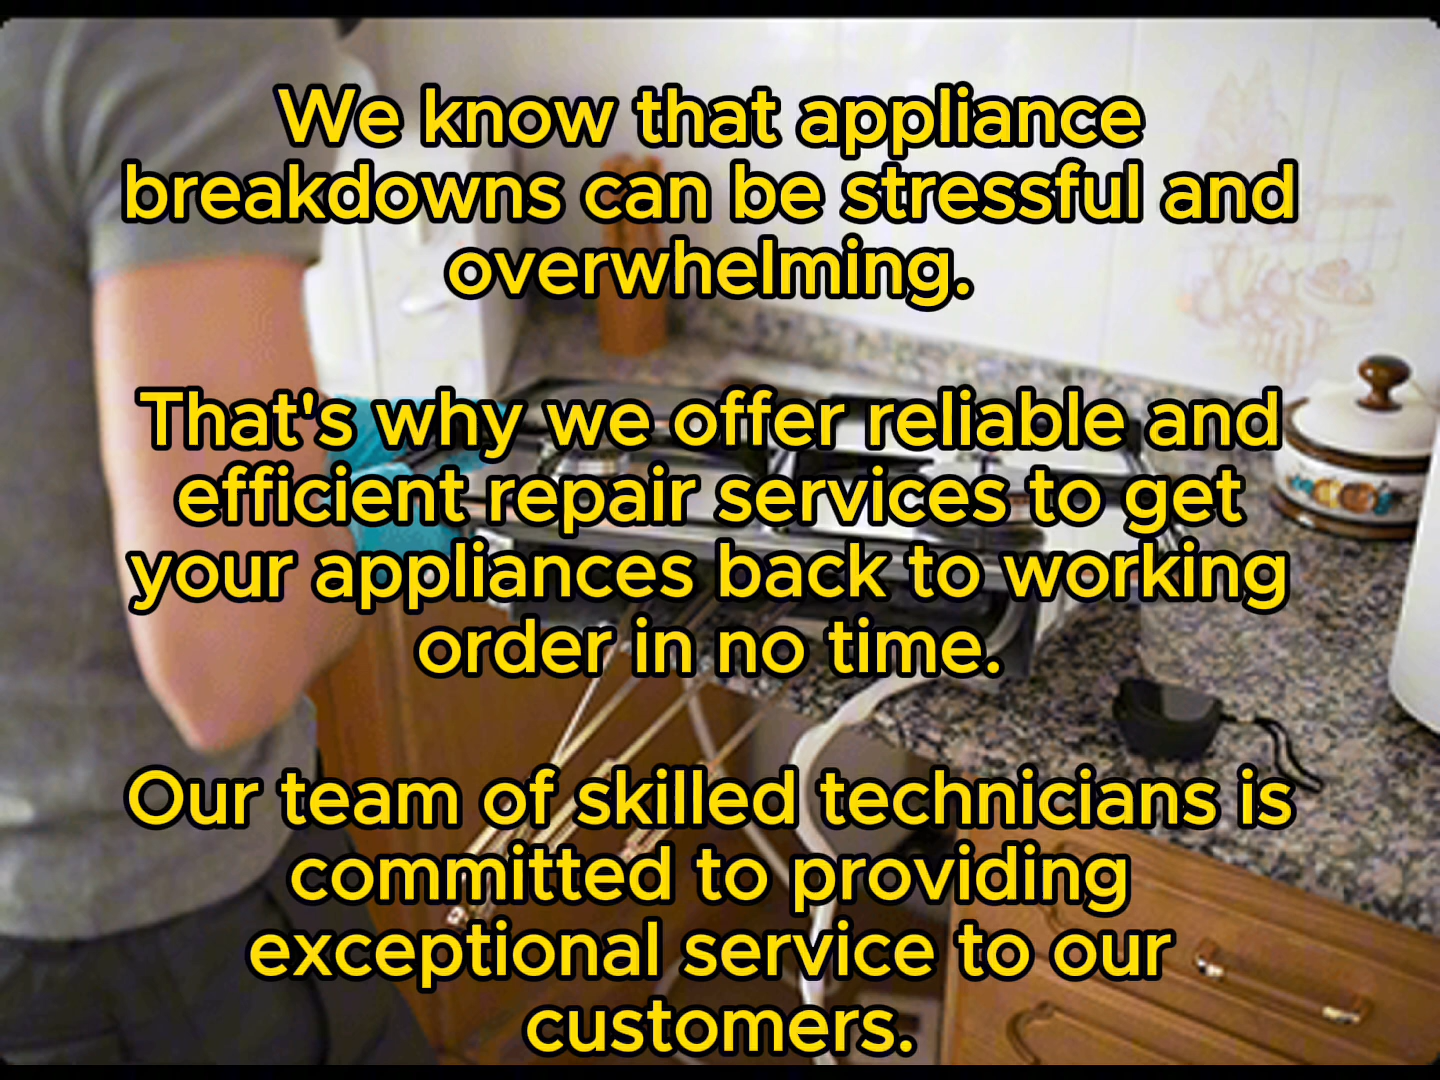 We know that appliance
breakdowns can be stressful and
overwhelming.
That's why we offer reliable and
efficient repair services to get
your appliances back to working
order in no time.
Our team of skilled technicians is
committed to providing
exceptional service to our
customers.